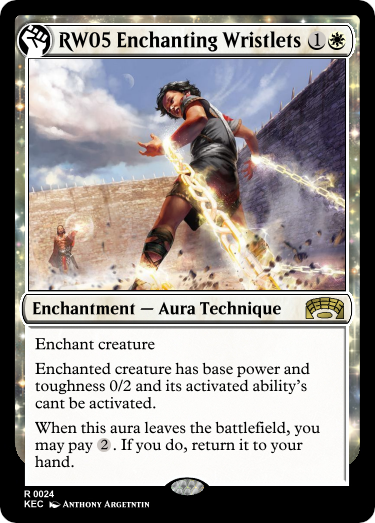 RW05 Enchanting Wristlets 1
Enchantment — Aura Technique
Enchant creature
Enchanted creature has base power and
toughness 0/2 and its activated ability's
cant be activated.
When this aura leaves the battlefield, you
may pay 2. If you do, return it to your
hand.
R 0024
KEC Anthony Argetntin